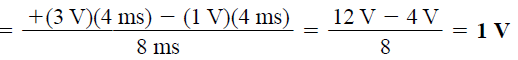 = +(3 V)(4 ms) − (1 V)(4 ms) / 8 ms = 12 V − 4 V / 8 = 1 V